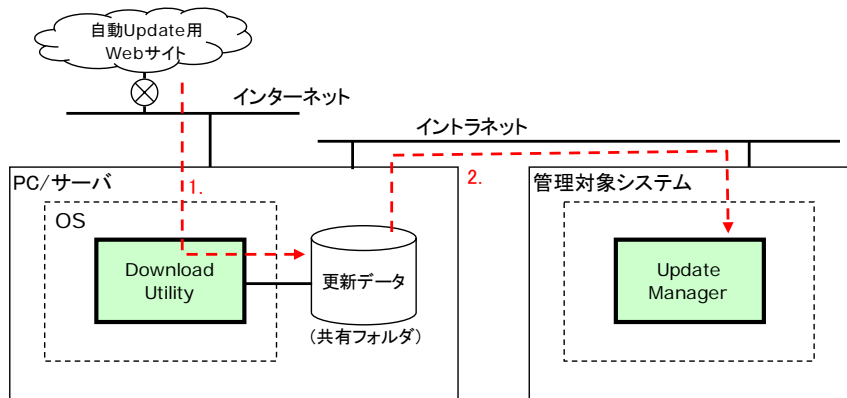 自動Update用
Webサイト
インターネット
イントラネット
PC/サーバ
1.
2.
管理対象システム
OS
Download
Utility
更新データ
(共有フォルダ)
Update
Manager